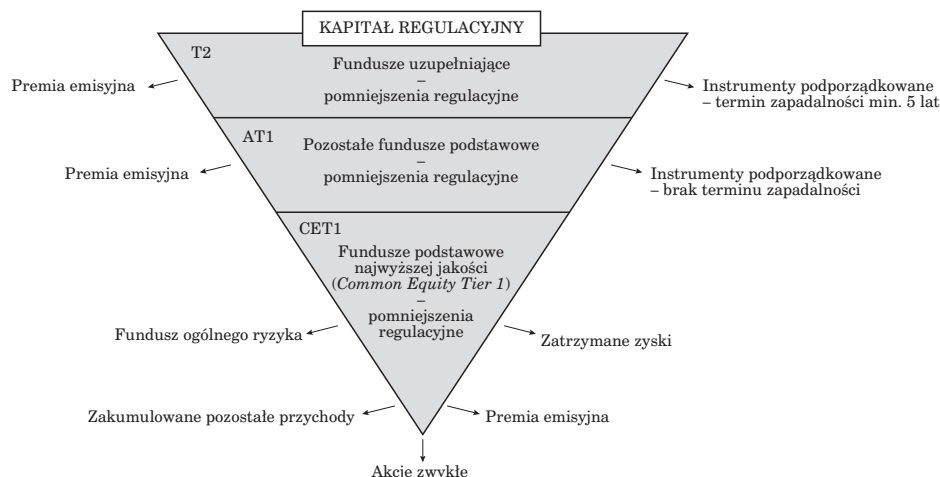 KAPITAŁ REGULACYJNY
T2
Fundusze uzupełniające
–
pomniejszenia regulacyjne
Premia emisyjna
Instrumenty podporządkowane
– termin zapadalności min. 5 lat
AT1
Pozostałe fundusze podstawowe
–
pomniejszenia regulacyjne
Premia emisyjna
Instrumenty podporządkowane
– brak terminu zapadalności
CET1
Fundusze podstawowe
najwyższej jakości
(Common Equity Tier 1)
–
pomniejszenia
regulacyjne
Fundusz ogólnego ryzyka
Zatrzymane zyski
Zakumulowane pozostałe przychody
Premia emisyjna
Akcje zwykłe